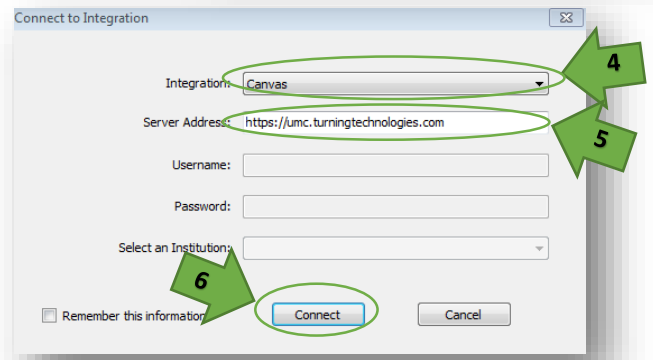 Connect to Integration
4
Integration: Canvas
Server Address: https://umc.turningtechnologies.com
5
Username:
Password:
Select an Institution:
6
Remember this information
Connect
Cancel